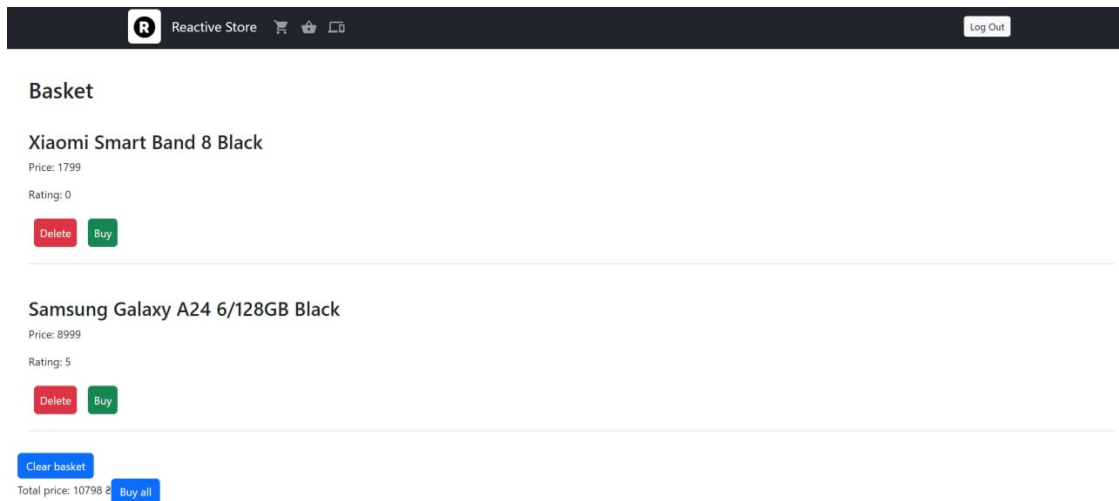 R Reactive Store Log Out
Basket
Xiaomi Smart Band 8 Black
Price: 1799
Rating: 0
Delete Buy
Samsung Galaxy A24 6/128GB Black
Price: 8999
Rating: 5
Delete Buy
Clear basket
Total price: 10798 ₴ Buy all